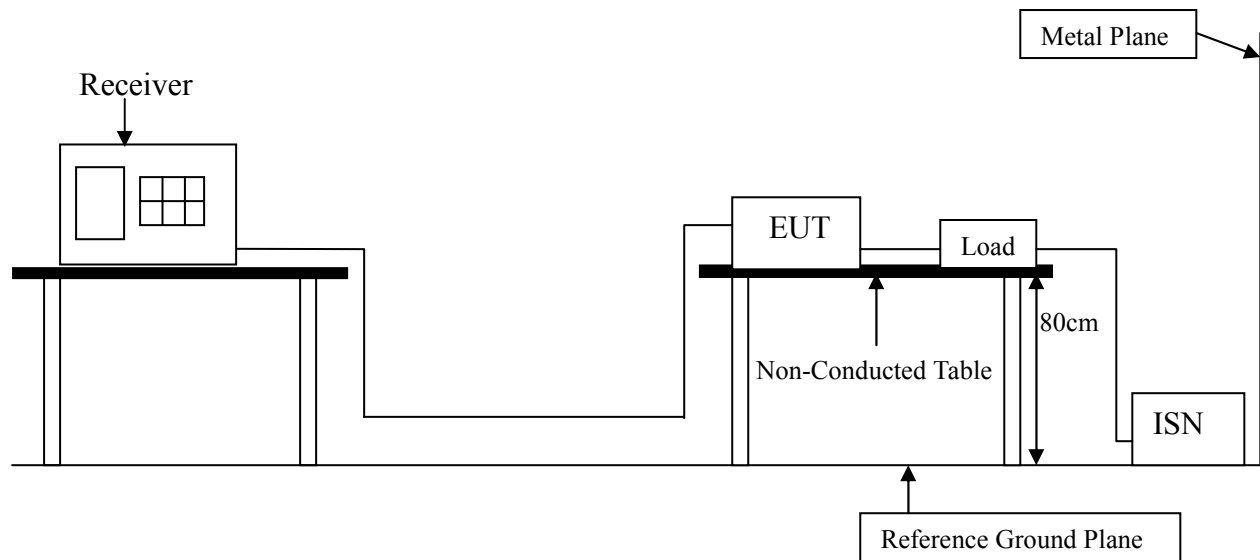 Metal Plane
Receiver
EUT
Load
80cm
Non-Conducted Table
ISN
Reference Ground Plane